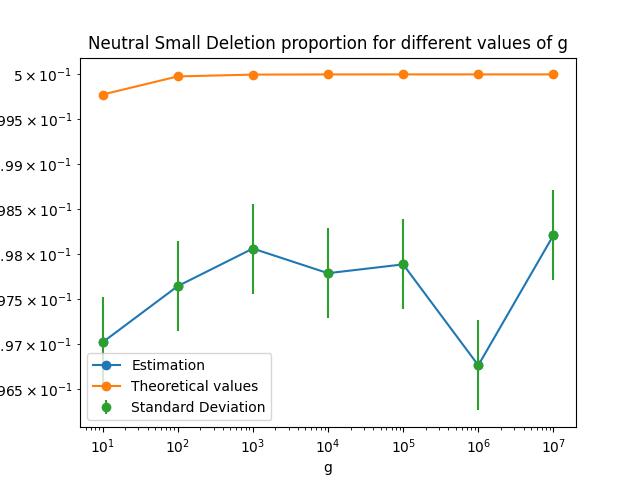 Neutral Small Deletion proportion for different values of g
5 × 10⁻¹
995 × 10⁻¹
.99 × 10⁻¹
985 × 10⁻¹
.98 × 10⁻¹
975 × 10⁻¹
.97 × 10⁻¹
965 × 10⁻¹
Estimation
Theoretical values
Standard Deviation
10¹ 10² 10³ 10⁴ 10⁵ 10⁶ 10⁷
g